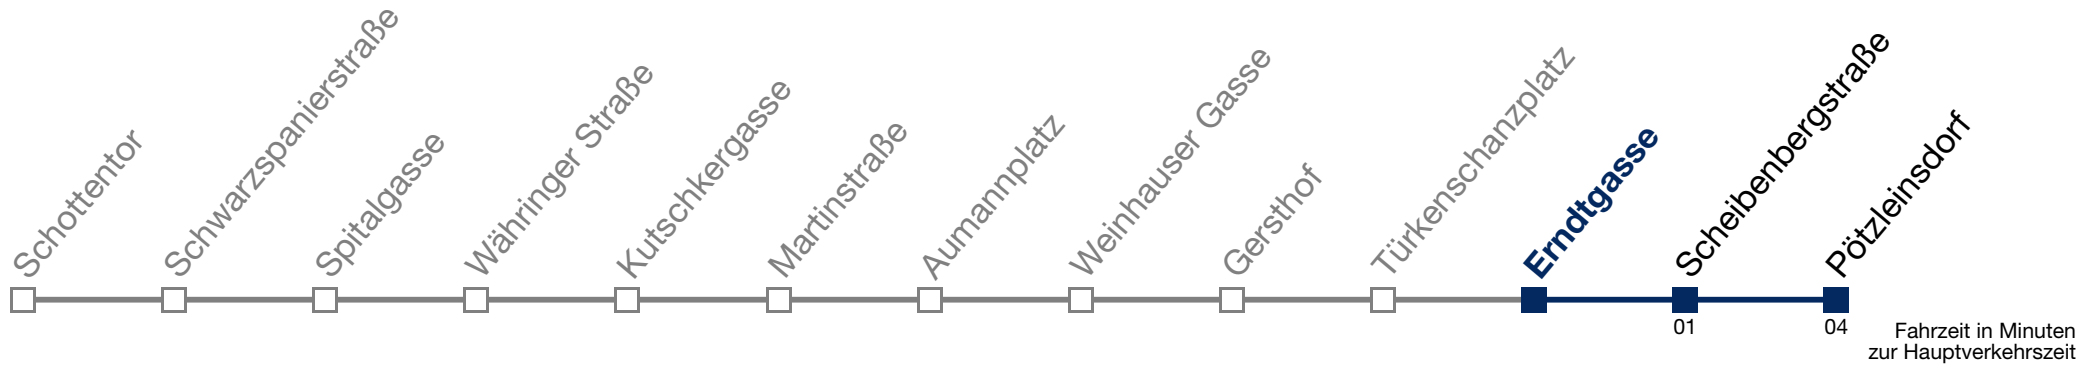 Schottentor
Schwarzspanierstraße
Spitalgasse
Währinger Straße
Kutschkergasse
Martinstraße
Aumannplatz
Weinhauser Gasse
Gersthof
Türkenschanzplatz
Erndtgasse
Scheibenbergstraße
Pötzleinsdorf
01
04
Fahrzeit in Minuten
zur Hauptverkehrszeit